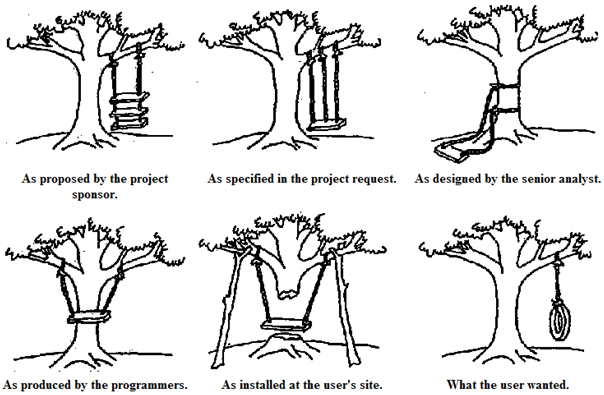 As proposed by the project
sponsor.
As specified in the project request.
As designed by the senior analyst.
As produced by the programmers.
As installed at the user's site.
What the user wanted.